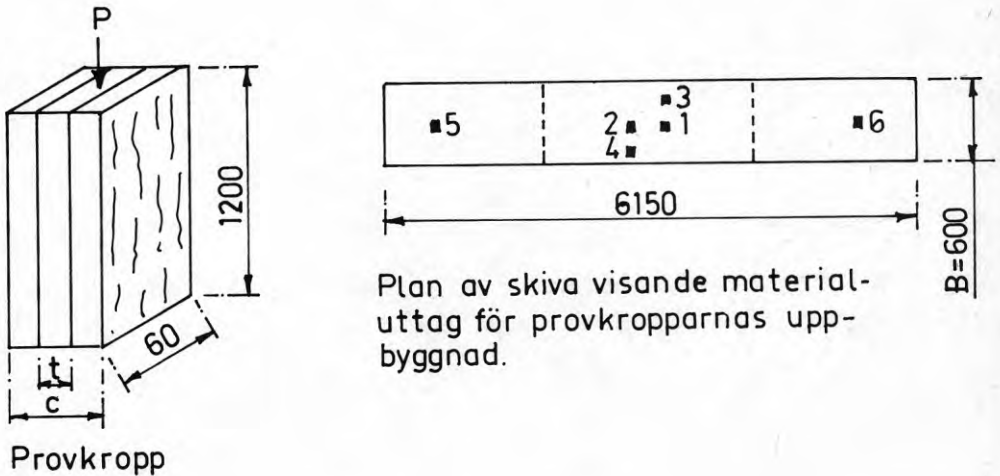 P
1200
60
t
c
Provkropp
5
2
4
3
1
6
6150
B=600
Plan av skiva visande material-
uttag för provkropparnas upp-
byggnad.